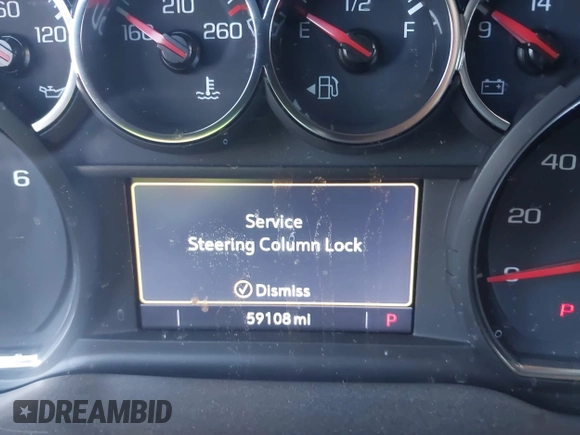 60
120
160
210
260
E
1/2
F
9
14
6
40
20
0
Service
Steering Column Lock
Dismiss
59108 mi
P
P
DREAMBID